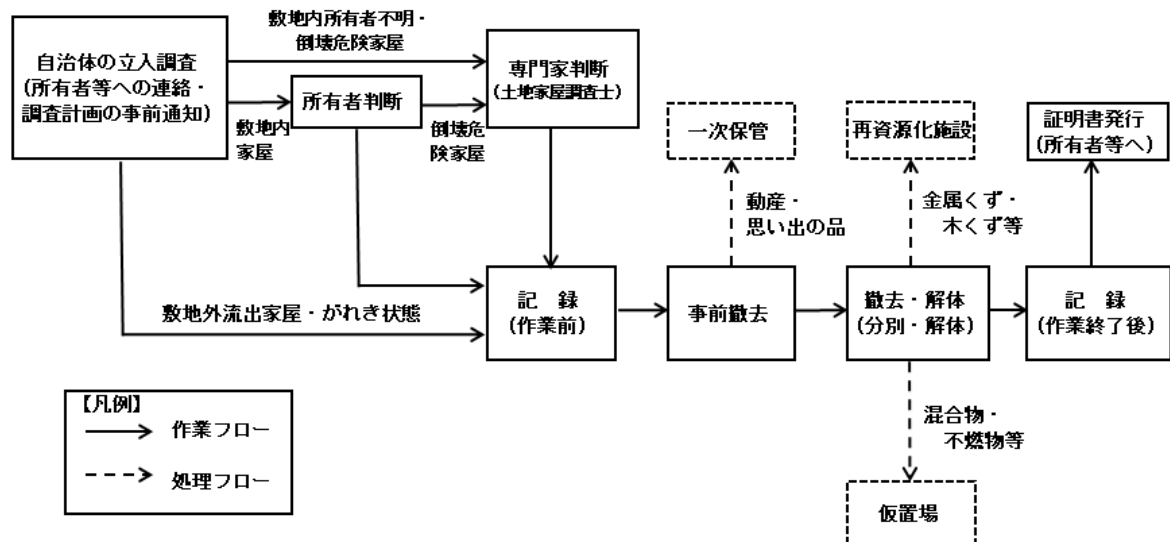 敷地内所有者不明・
倒壊危険家屋
自治体の立入調査
(所有者等への連絡・
調査計画の事前通知)
所有者判断
専門家判断
(土地家屋調査士)
敷地内
家屋
倒壊危
険家屋
一次保管
再資源化施設
証明書発行
(所有者等へ)
動産・
思い出の品
金属くず・
木くず等
敷地外流出家屋・がれき状態
記　録
(作業前)
事前撤去
撤去・解体
(分別・解体)
記　録
(作業終了後)
混合物・
不燃物等
仮置場
【凡例】
作業フロー
処理フロー